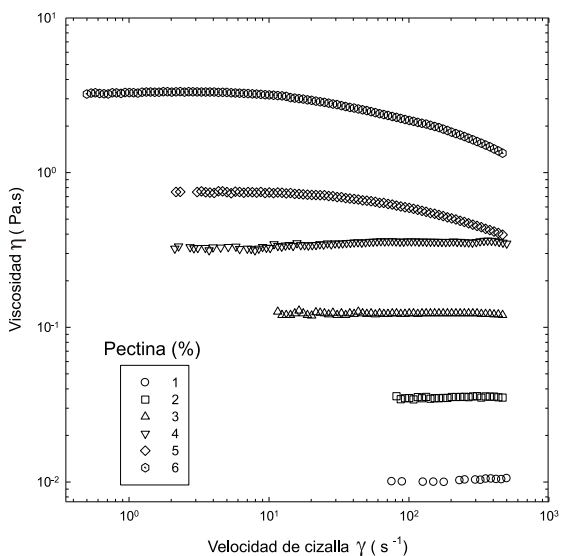 Viscosidad η ( Pa.s)
10¹
10⁰
10⁻¹
10⁻²
Pectina (%)
1
2
3
4
5
6
10⁰ 10¹ 10² 10³
Velocidad de cizalla γ ( s⁻¹)